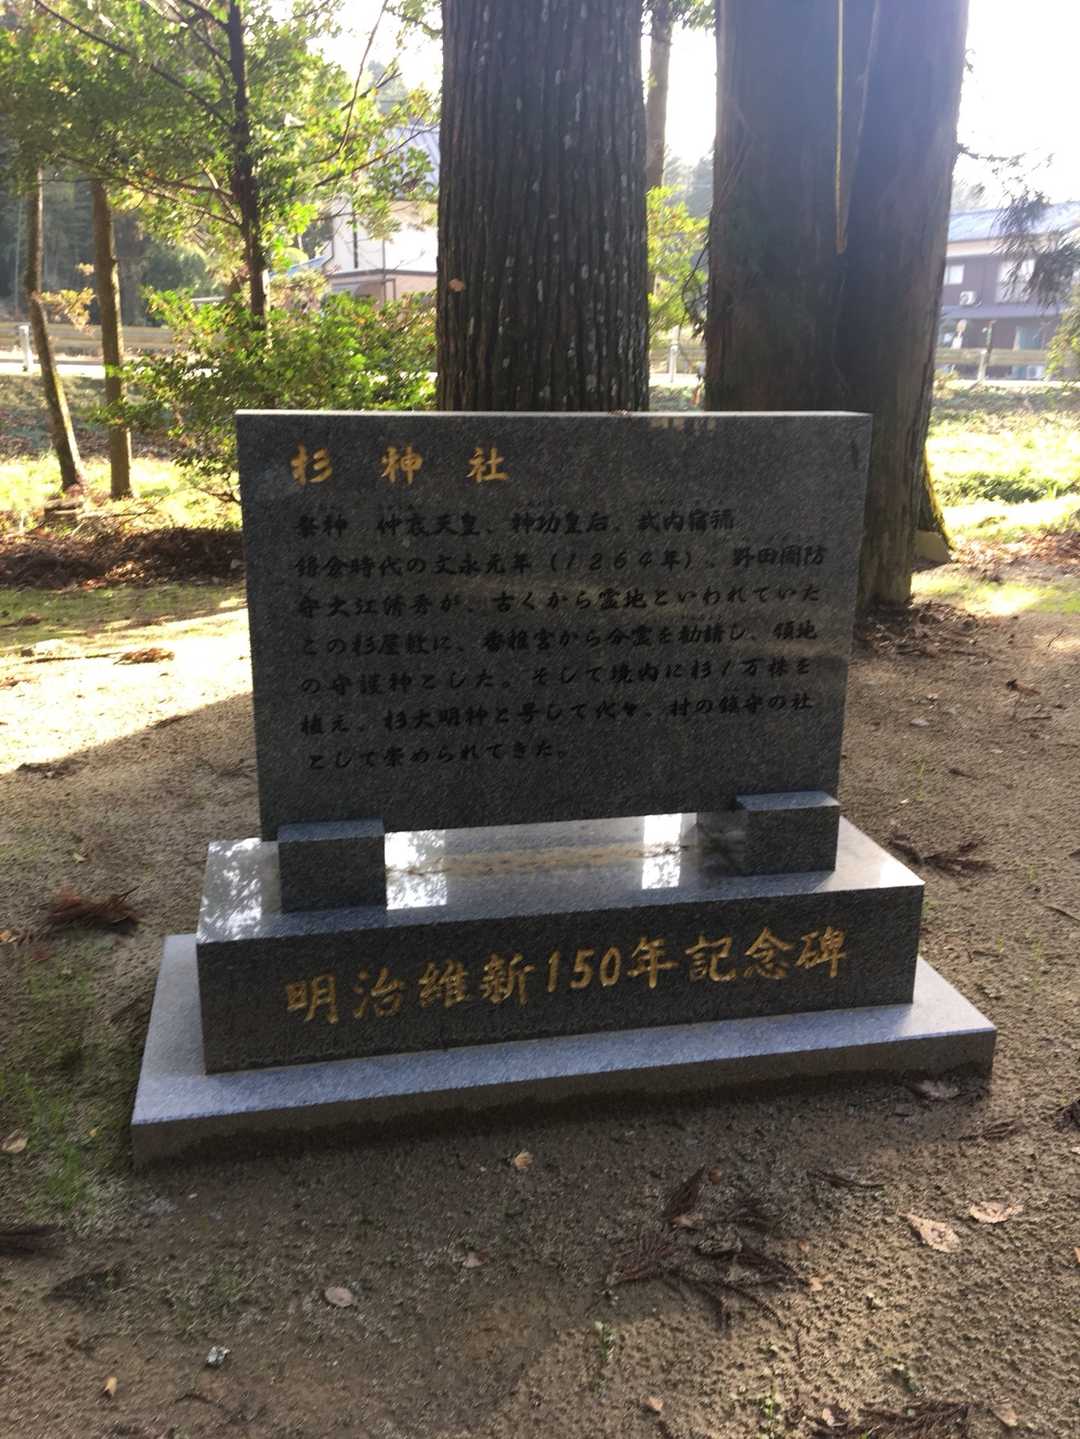 杉神社
祭神　仲哀天皇、神功皇后、武内宿禰
鎌倉時代の文永元年（1264年）、野田周防
守大江脩秀が、古くから霊地といわれていた
この杉屋敷に、香椎宮から分霊を勧請し、領地
の守護神とした。そして境内に杉1万株を
植え、杉大明神と号して代々、村の鎮守の社
として崇められてきた。
明治維新150年記念碑